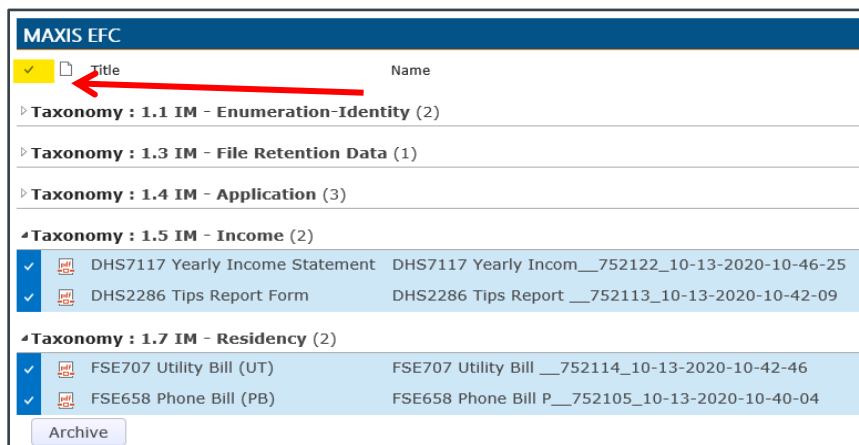 MAXIS EFC
Title Name
Taxonomy : 1.1 IM - Enumeration-Identity (2)
Taxonomy : 1.3 IM - File Retention Data (1)
Taxonomy : 1.4 IM - Application (3)
Taxonomy : 1.5 IM - Income (2)
DHS7117 Yearly Income Statement DHS7117 Yearly Incom__752122_10-13-2020-10-46-25
DHS2286 Tips Report Form DHS2286 Tips Report __752113_10-13-2020-10-42-09
Taxonomy : 1.7 IM - Residency (2)
FSE707 Utility Bill (UT) FSE707 Utility Bill __752114_10-13-2020-10-42-46
FSE658 Phone Bill (PB) FSE658 Phone Bill P__752105_10-13-2020-10-40-04
Archive